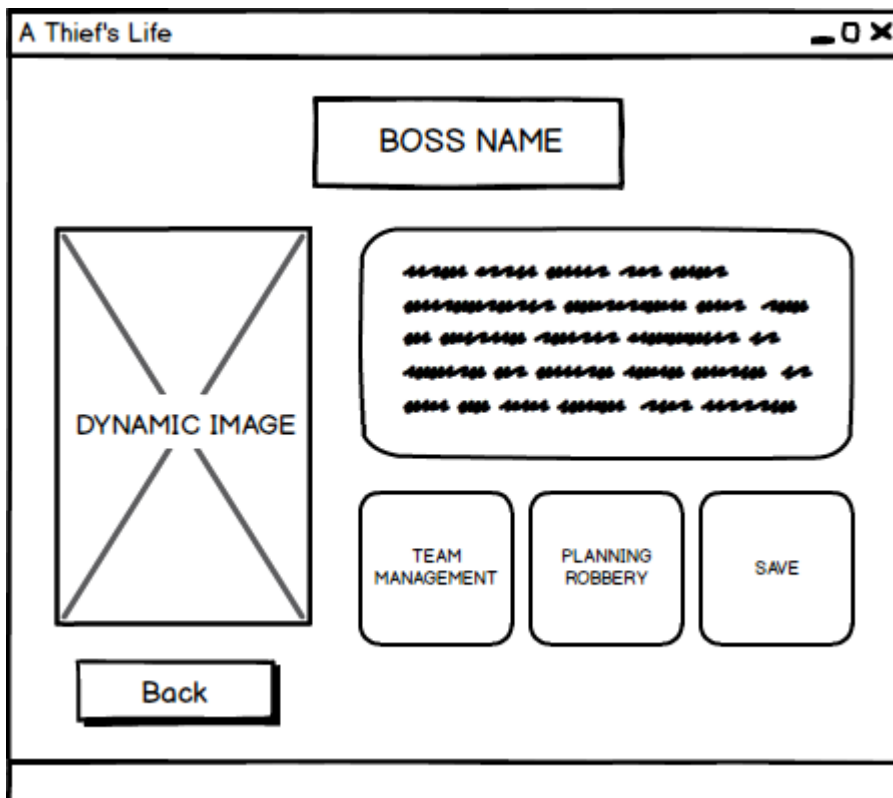 A Thief's Life
BOSS NAME
DYNAMIC IMAGE
TEAM
MANAGEMENT
PLANNING
ROBBERY
SAVE
Back